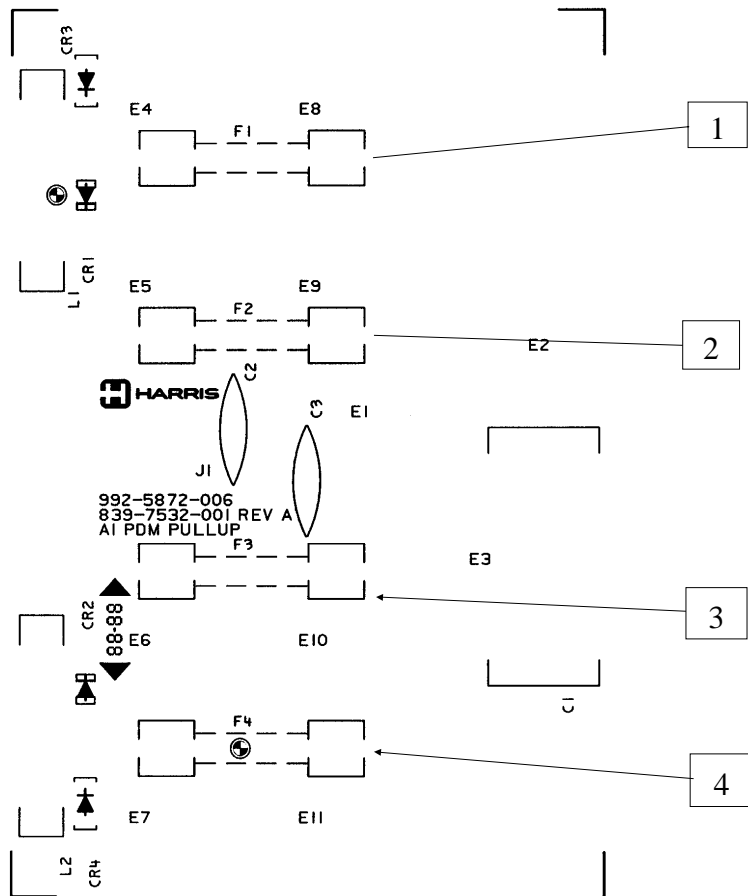 CR3
E4
F1
E8
1
CR1
L1
E5
F2
E9
E2
2
C2
HARRIS
C3
E1
J1
992-5872-006
839-7532-001 REV A
A1 PDM PULLUP
F3
E3
CR2
88-88
E6
E10
3
C1
F4
4
E7
E11
L2
CR4